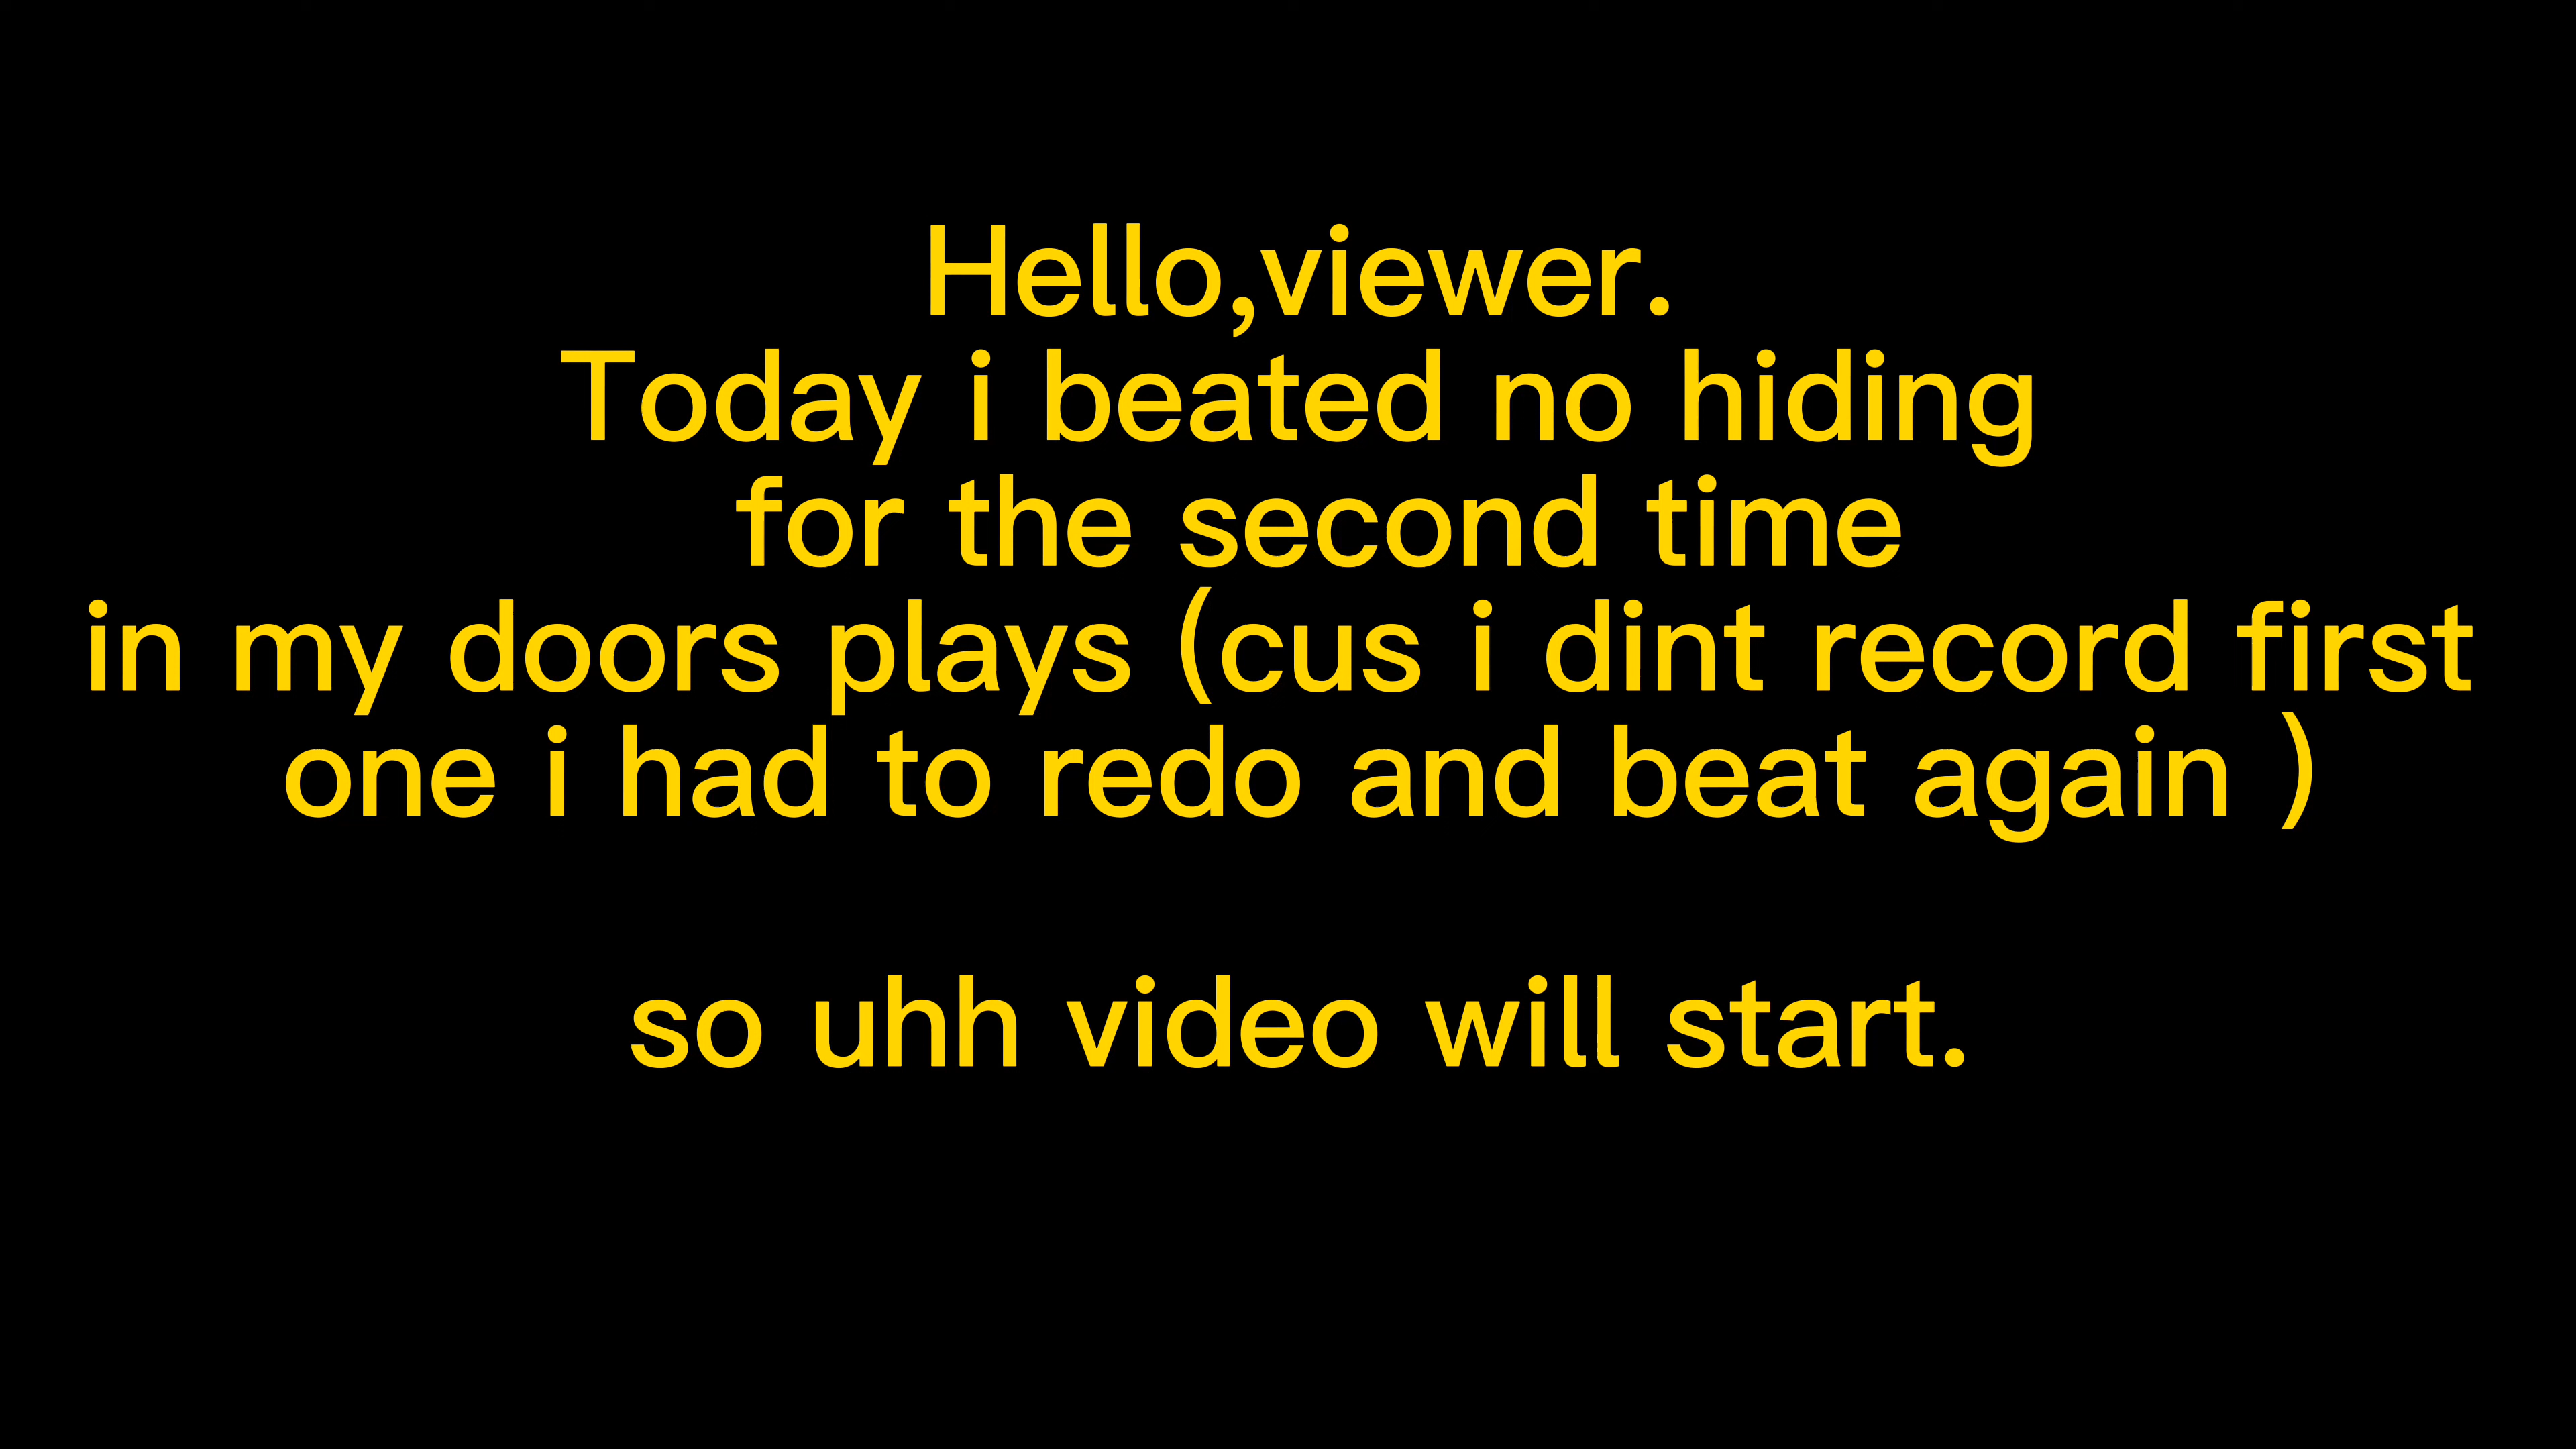 Hello,viewer.
Today i beated no hiding
for the second time
in my doors plays (cus i dint record first
one i had to redo and beat again )
so uhh video will start.